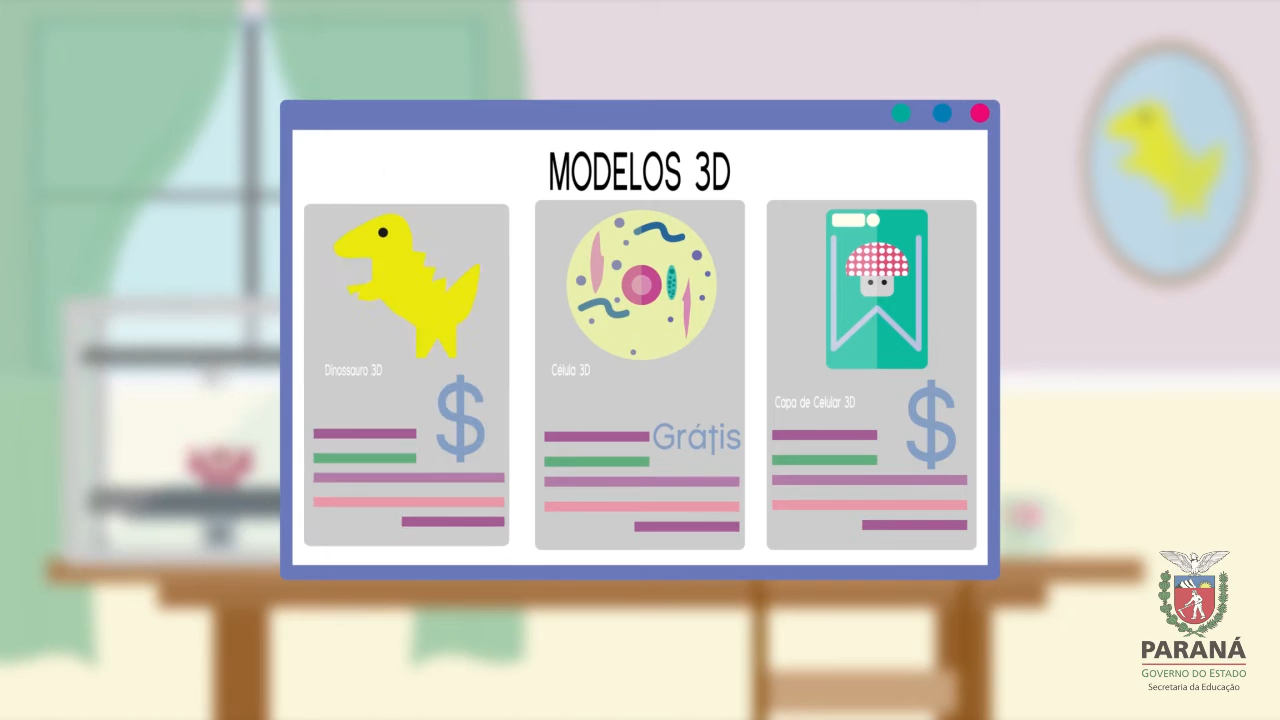 MODELOS 3D
Dinossauro 3D
$
Célula 3D
Grátis
Capa de Celular 3D
$
PARANÁ
GOVERNO DO ESTADO
Secretaria da Educação